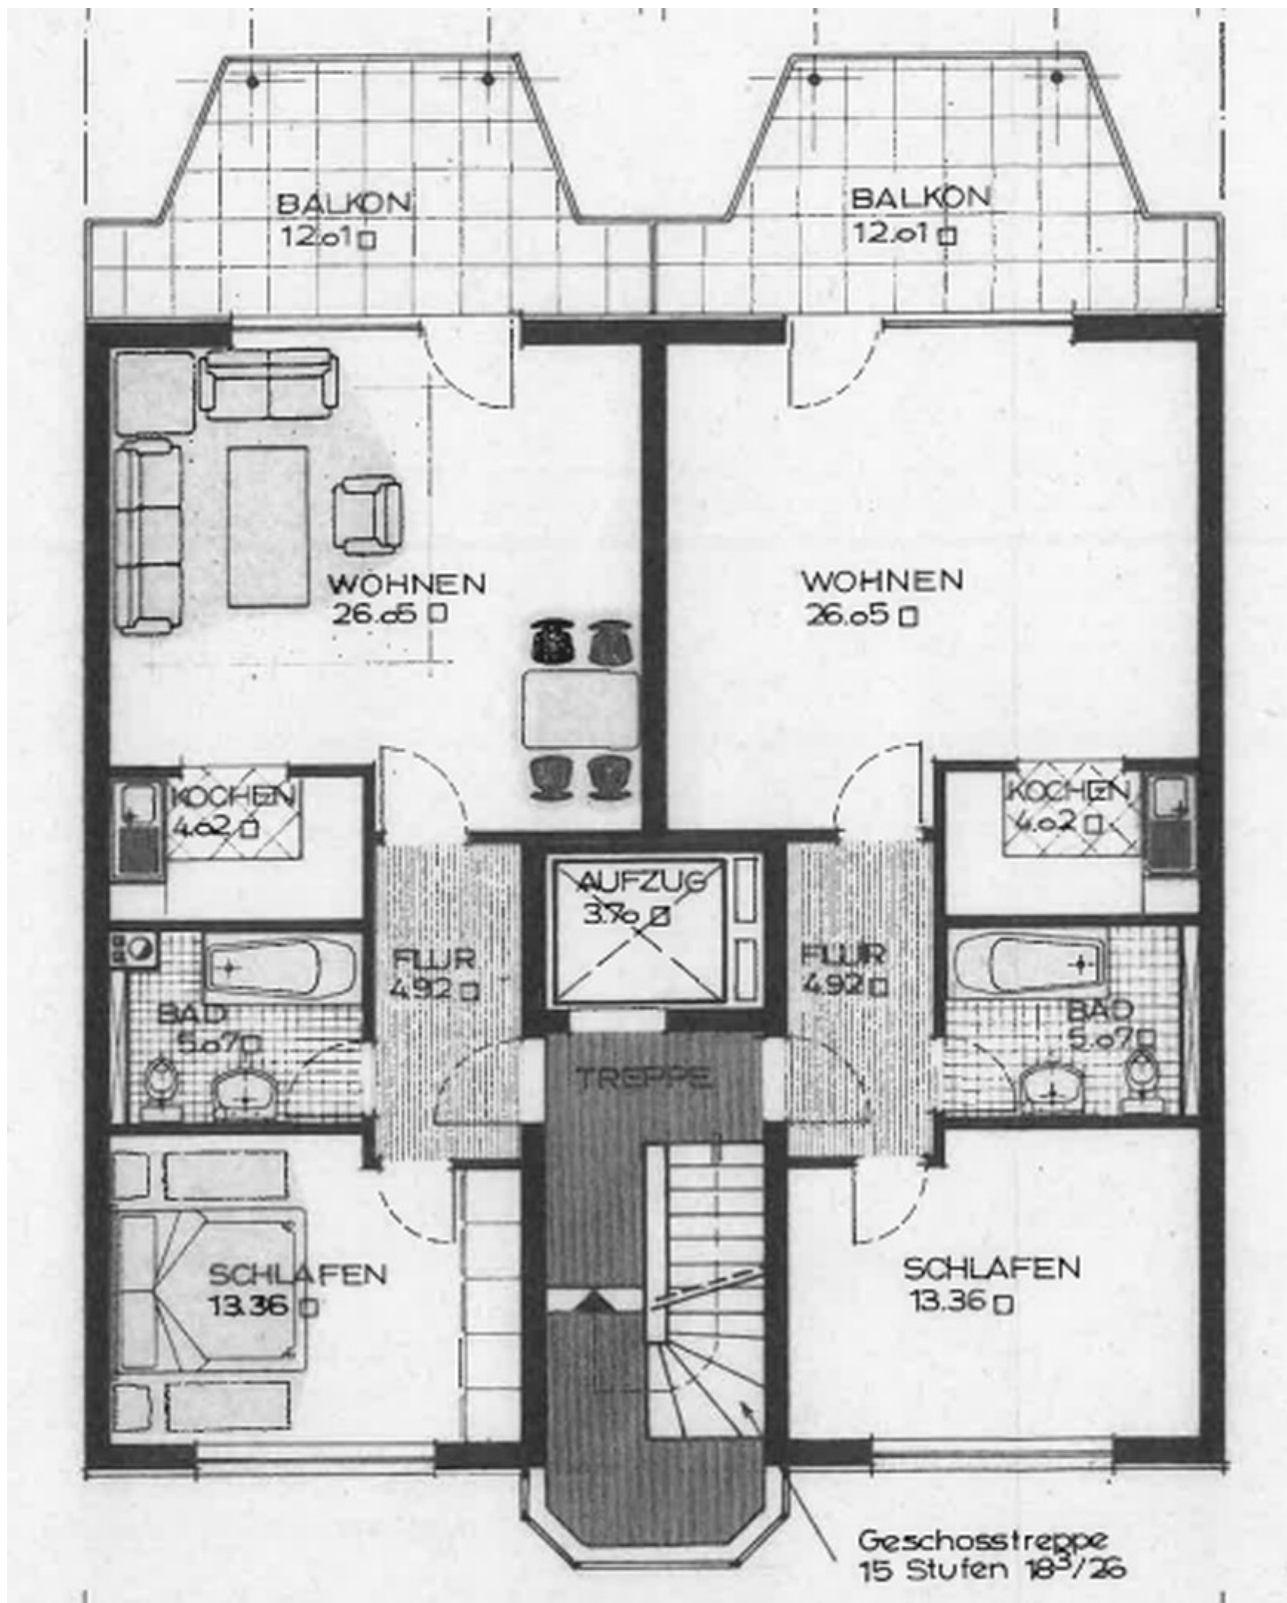 BALKON
12.01 □
BALKON
12.01 □
WOHNEN
26.05 □
WOHNEN
26.05 □
KOCHEN
4.02 □
KOCHEN
4.02 □
AUFZUG
3.70 □
FLUR
4.92 □
FLUR
4.92 □
BAD
5.07 □
BAD
5.07 □
TREPPE
SCHLAFEN
13.36 □
SCHLAFEN
13.36 □
Geschosstreppe
15 Stufen 18³/26